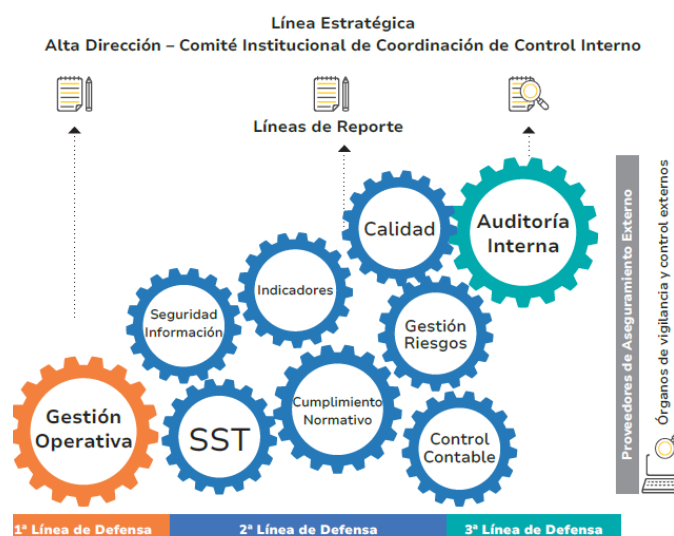 Línea Estratégica
Alta Dirección – Comité Institucional de Coordinación de Control Interno
Líneas de Reporte
Calidad
Auditoría
Interna
Indicadores
Seguridad
Información
Gestión
Riesgos
Gestión
Operativa
SST
Cumplimiento
Normativo
Control
Contable
Proveedores de Aseguramiento Externo
Órganos de vigilancia y control externos
1ª Línea de Defensa
2ª Línea de Defensa
3ª Línea de Defensa